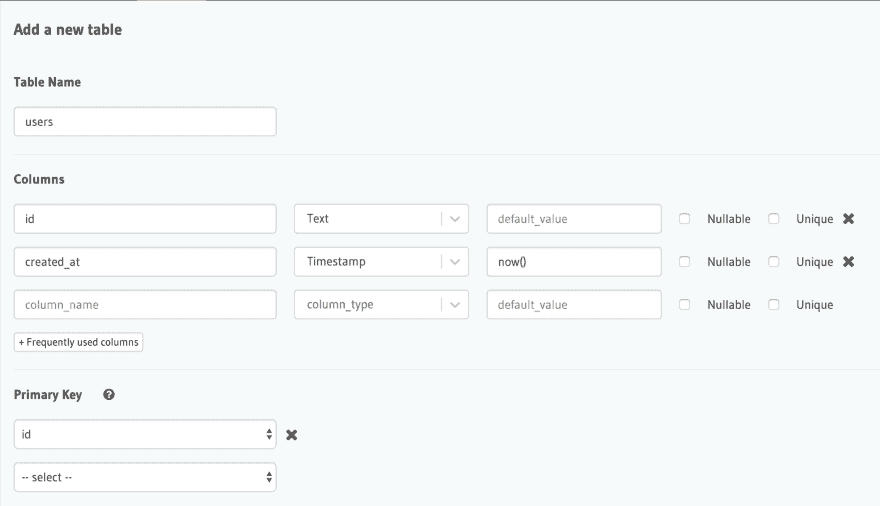 Add a new table
Table Name
users
Columns
id Text default_value Nullable Unique
created_at Timestamp now() Nullable Unique
column_name column_type default_value Nullable Unique
+ Frequently used columns
Primary Key ?
id
-- select --